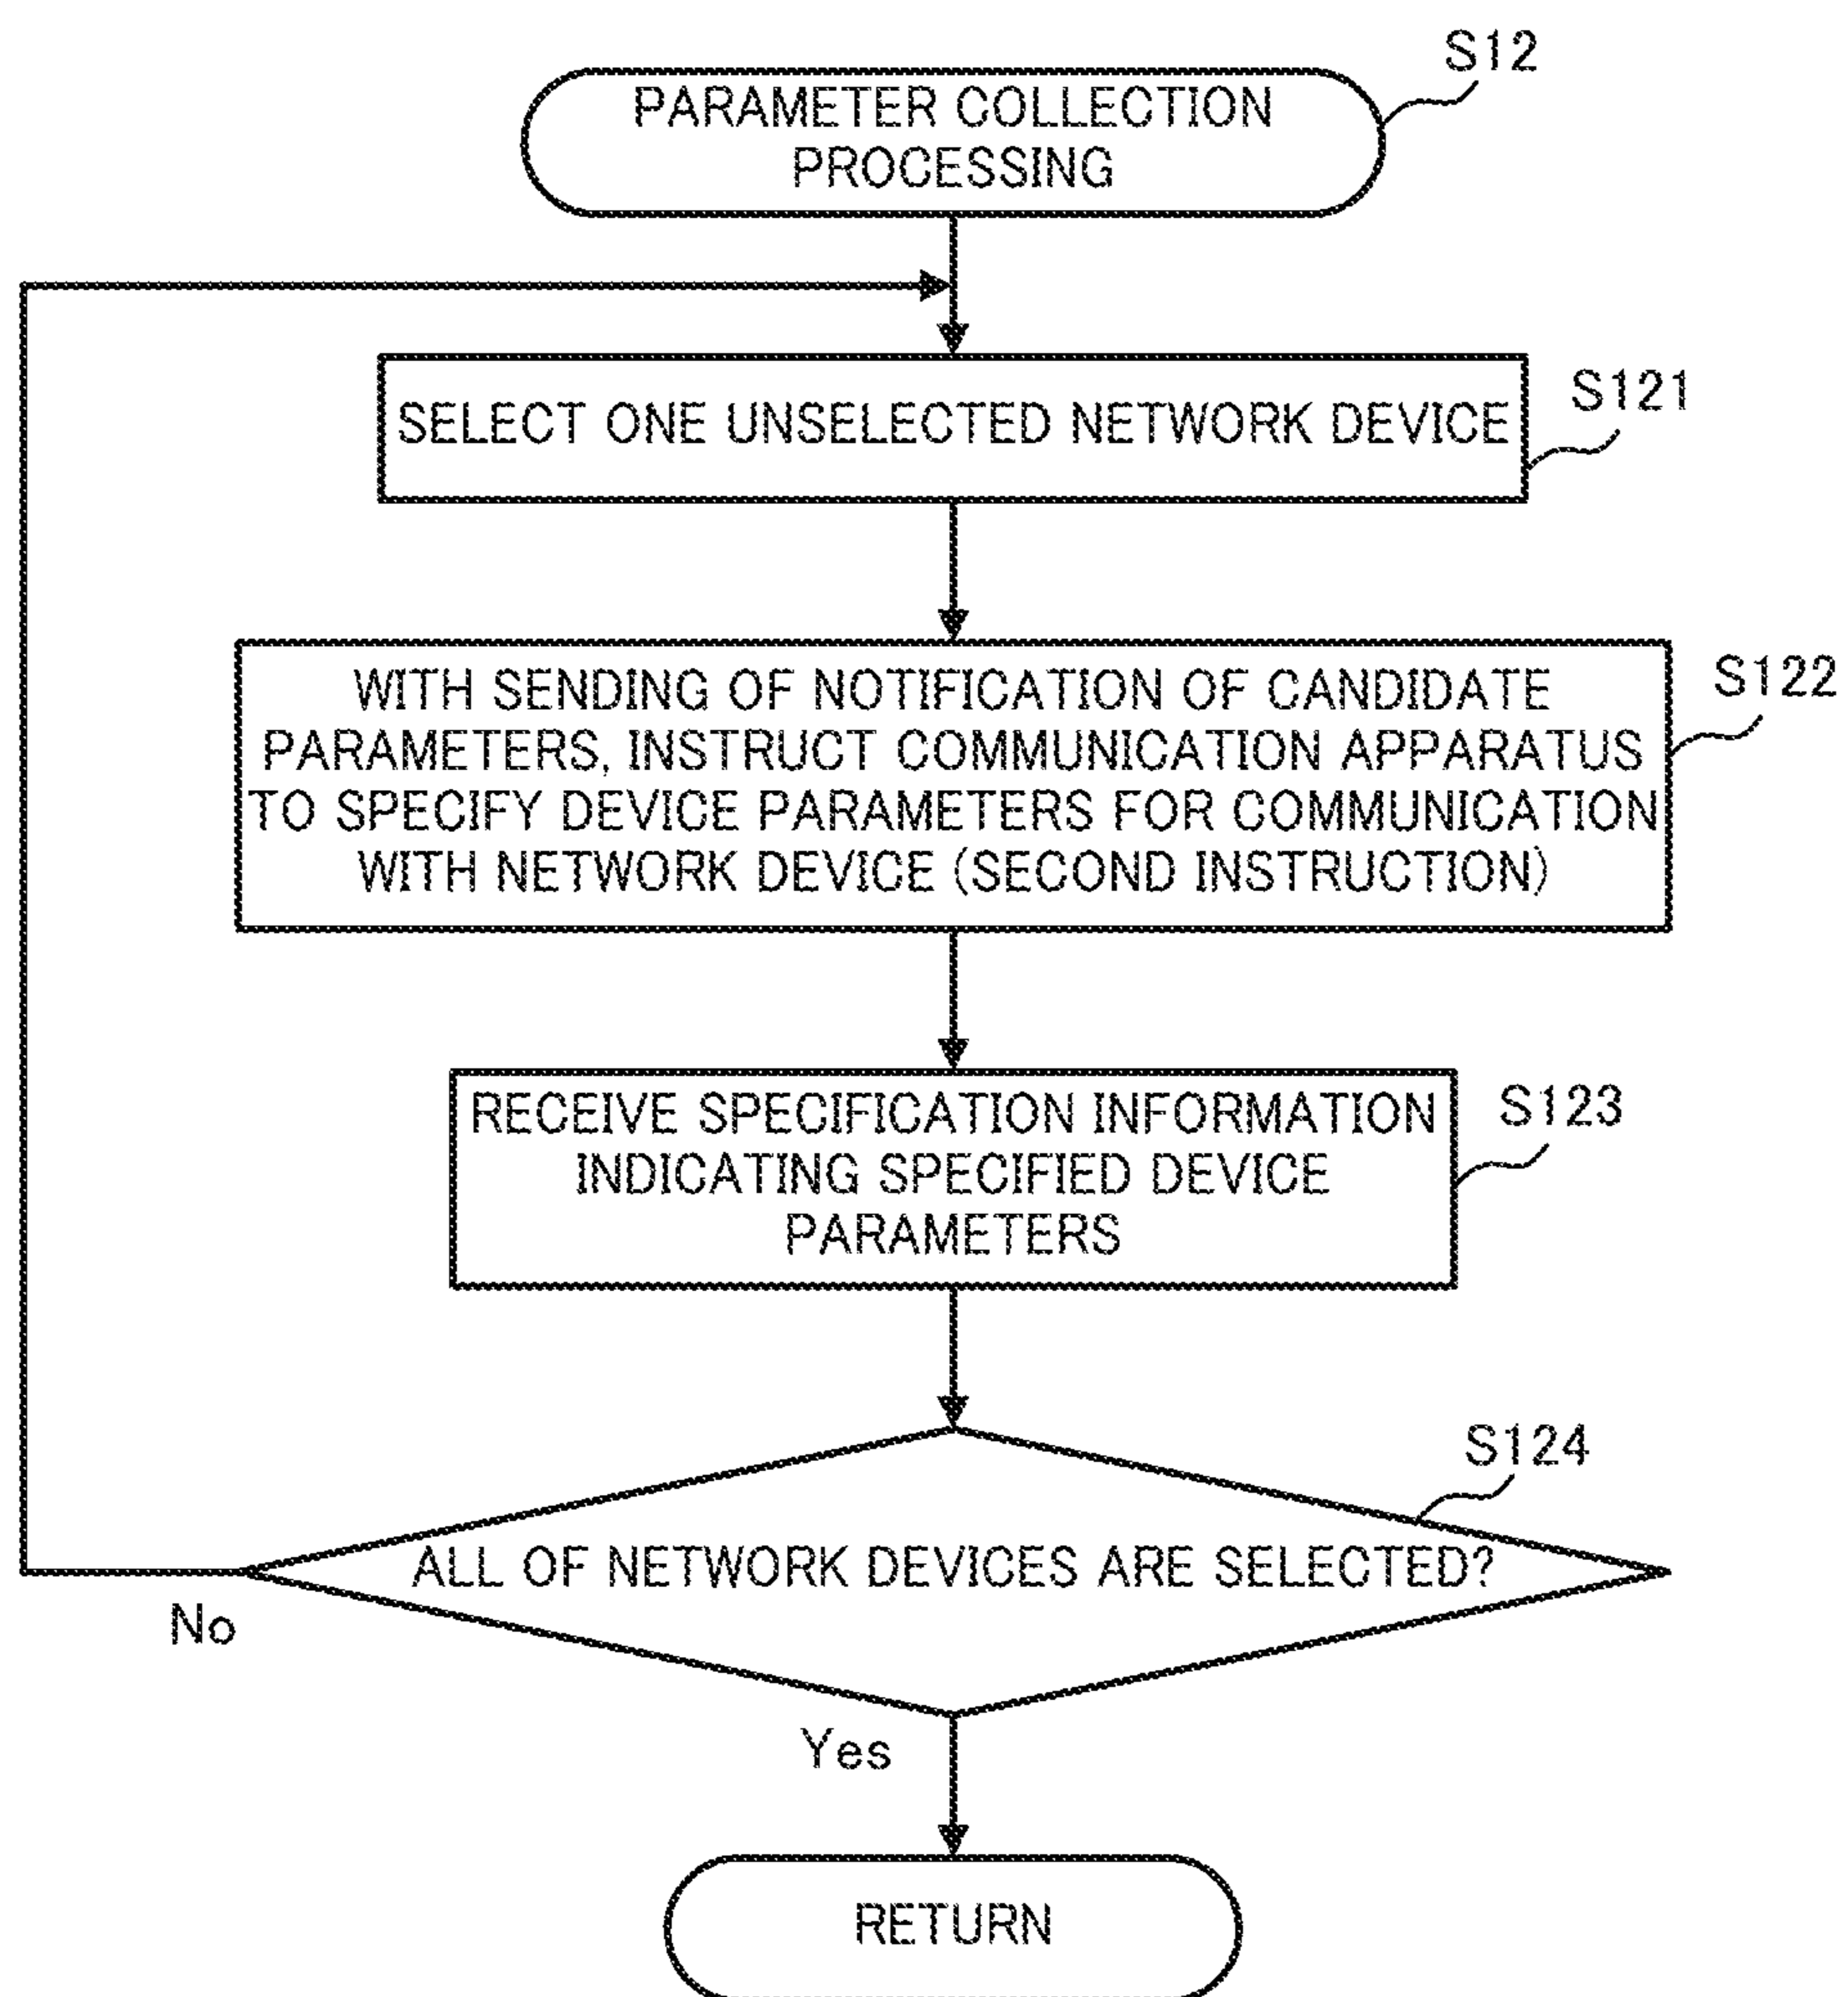 S12
PARAMETER COLLECTION
PROCESSING
SELECT ONE UNSELECTED NETWORK DEVICE
S121
WITH SENDING OF NOTIFICATION OF CANDIDATE
PARAMETERS, INSTRUCT COMMUNICATION APPARATUS
TO SPECIFY DEVICE PARAMETERS FOR COMMUNICATION
WITH NETWORK DEVICE (SECOND INSTRUCTION)
S122
RECEIVE SPECIFICATION INFORMATION
INDICATING SPECIFIED DEVICE
PARAMETERS
S123
S124
ALL OF NETWORK DEVICES ARE SELECTED?
No
Yes
RETURN